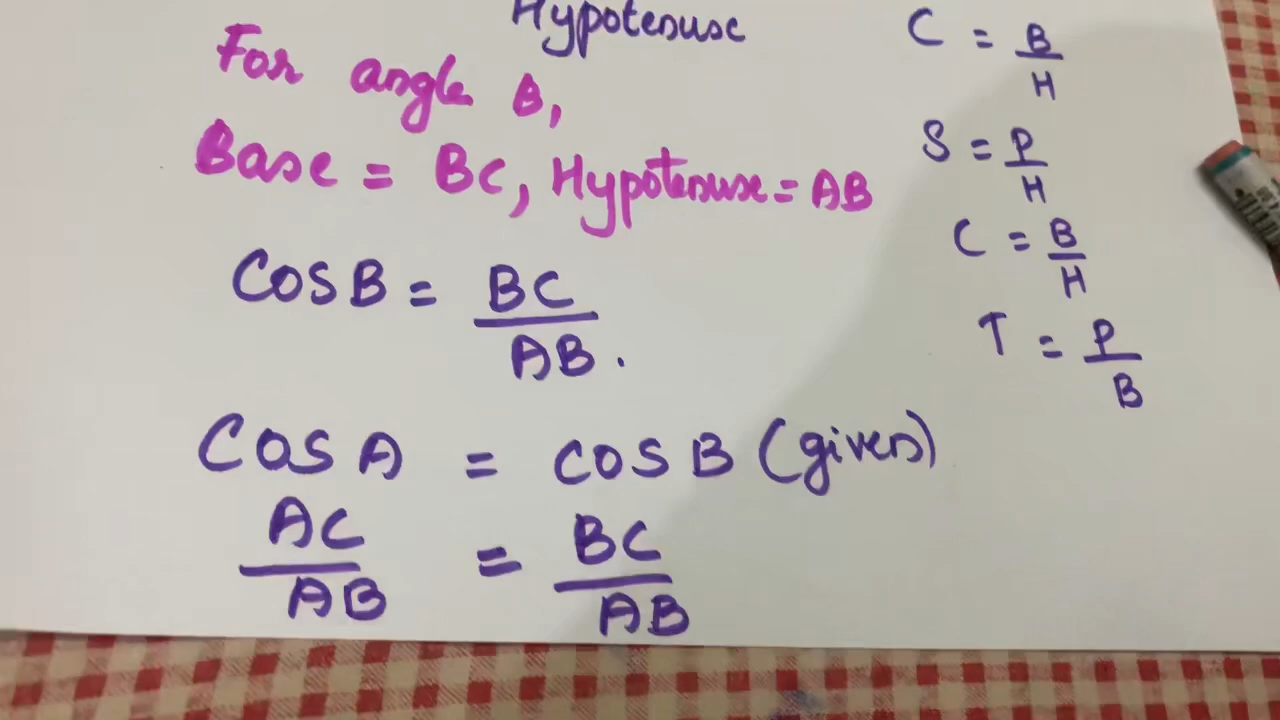 Hypotenuse
For angle B,
Base = BC, Hypotenuse = AB
COS B = BC / AB.
COS A = COS B (given)
AC / AB = BC / AB
C = B / H
S = P / H
C = B / H
T = P / B